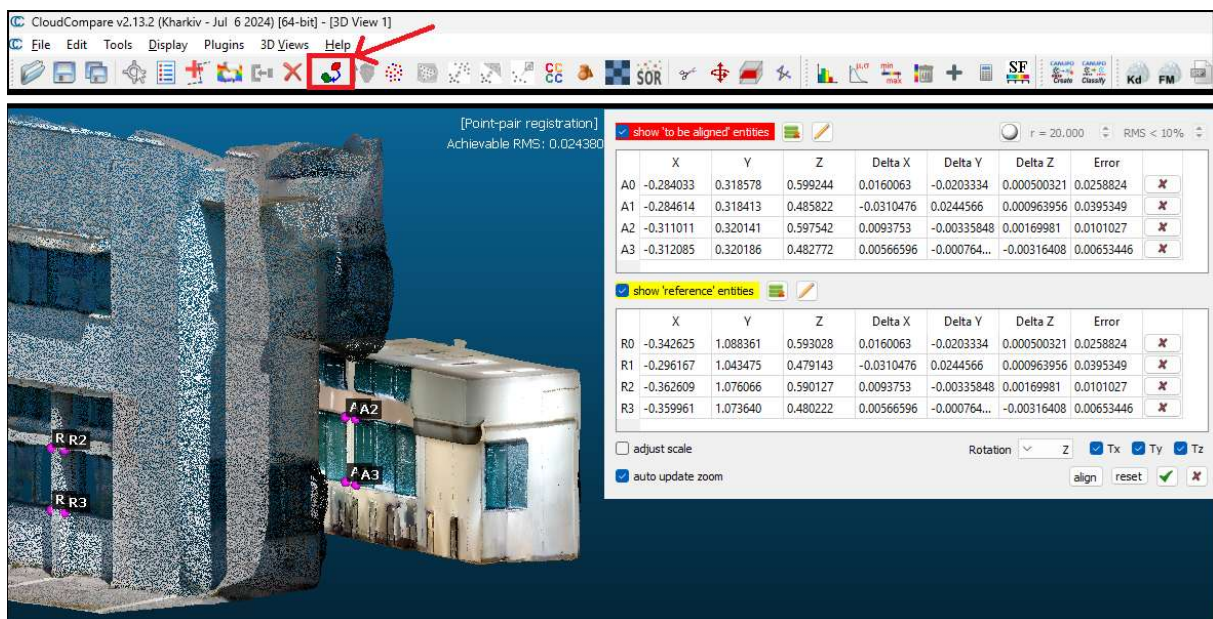 CloudCompare v2.13.2 (Kharkiv - Jul 6 2024) [64-bit] - [3D View 1]
File Edit Tools Display Plugins 3D Views Help
CC CC SOR μ,σ min max SF CANUPO Create CANUPO Classify Kd FM
[Point-pair registration]
Achievable RMS: 0.024380
show 'to be aligned' entities r = 20.000 RMS < 10%
X Y Z Delta X Delta Y Delta Z Error
A0 -0.284033 0.318578 0.599244 0.0160063 -0.0203334 0.000500321 0.0258824
A1 -0.284614 0.318413 0.485822 -0.0310476 0.0244566 0.000963956 0.0395349
A2 -0.311011 0.320141 0.597542 0.0093753 -0.00335848 0.00169981 0.0101027
A3 -0.312085 0.320186 0.482772 0.00566596 -0.000764... -0.00316408 0.00653446
show 'reference' entities
X Y Z Delta X Delta Y Delta Z Error
R0 -0.342625 1.088361 0.593028 0.0160063 -0.0203334 0.000500321 0.0258824
R1 -0.296167 1.043475 0.479143 -0.0310476 0.0244566 0.000963956 0.0395349
R2 -0.362609 1.076066 0.590127 0.0093753 -0.00335848 0.00169981 0.0101027
R3 -0.359961 1.073640 0.480222 0.00566596 -0.000764... -0.00316408 0.00653446
adjust scale Rotation Z Tx Ty Tz
auto update zoom align reset
A A2
R R2
A A3
R R3